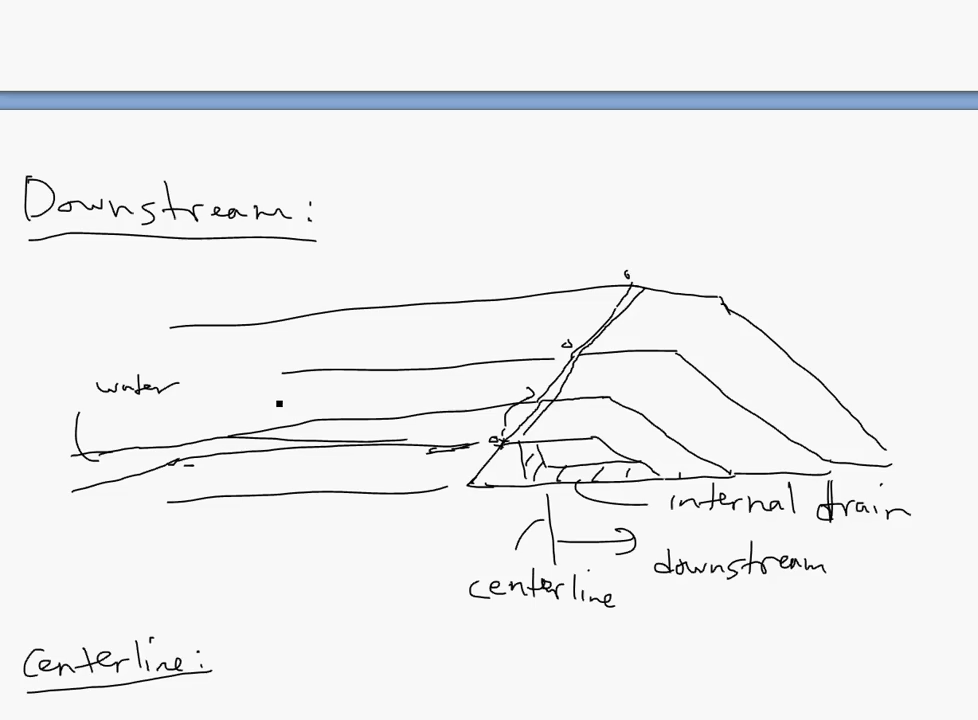 Downstream:
water
internal drain
downstream
centerline
Centerline: